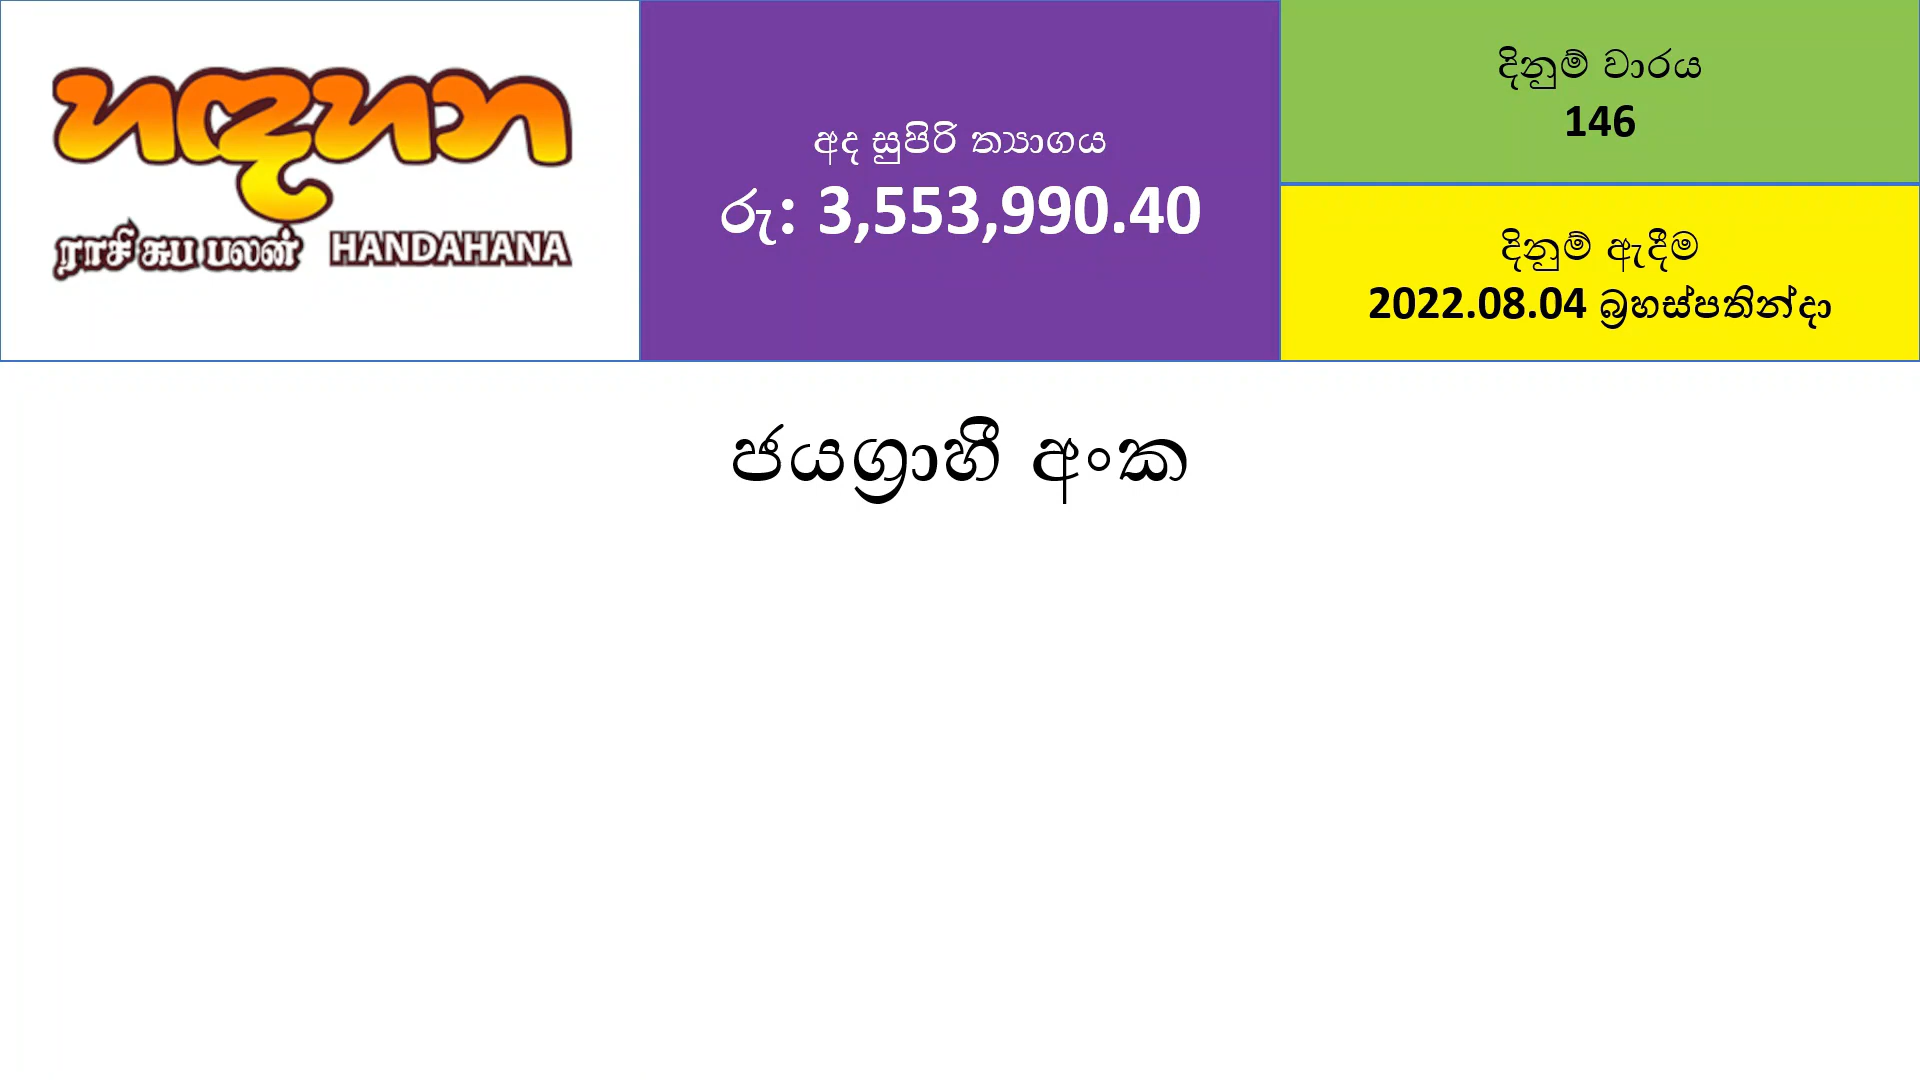 හඳහන
ராசி சுப பலன் HANDAHANA
අද සුපිරි ත්‍යාගය
රු: 3,553,990.40
දිනුම් වාරය
146
දිනුම් ඇදීම
2022.08.04 බ්‍රහස්පතින්දා
ජයග්‍රාහී අංක